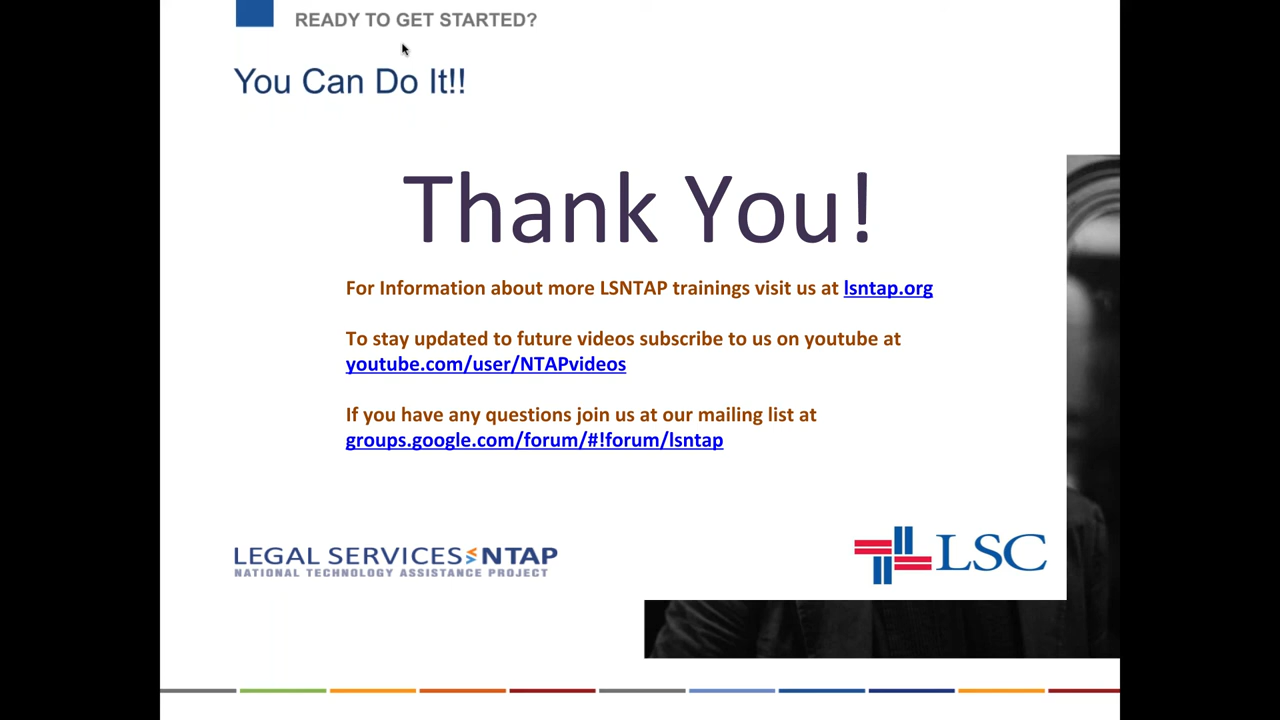 READY TO GET STARTED?
You Can Do It!!
Thank You!
For Information about more LSNTAP trainings visit us at lsntap.org
To stay updated to future videos subscribe to us on youtube at
youtube.com/user/NTAPvideos
If you have any questions join us at our mailing list at
groups.google.com/forum/#!forum/lsntap
LEGAL SERVICES NTAP
NATIONAL TECHNOLOGY ASSISTANCE PROJECT
LSC